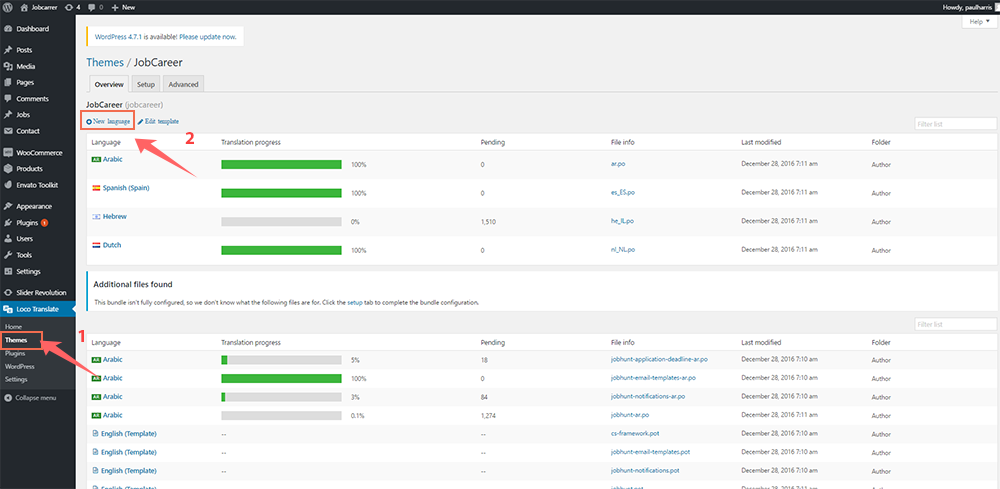 Jobcarrer 4 0 New Howdy, paulharris
Help
Dashboard
Posts
Media
Pages
Comments
Jobs
Contact
WooCommerce
Products
Envato Toolkit
Appearance
Plugins 1
Users
Tools
Settings
Slider Revolution
Loco Translate
Home
Themes
Plugins
WordPress
Settings
Collapse menu
1
WordPress 4.7.1 is available! Please update now.
Themes / JobCareer
Overview Setup Advanced
JobCareer (jobcareer)
New language Edit template
2
Filter list
Language Translation progress Pending File info Last modified Folder
AR Arabic 100% 0 ar.po December 28, 2016 7:11 am Author
Spanish (Spain) 100% 0 es_ES.po December 28, 2016 7:11 am Author
Hebrew 0% 1,510 he_IL.po December 28, 2016 7:11 am Author
Dutch 100% 0 nl_NL.po December 28, 2016 7:11 am Author
Additional files found
This bundle isn't fully configured, so we don't know what the following files are for. Click the setup tab to complete the bundle configuration.
Filter list
Language Translation progress Pending File info Last modified Folder
AR Arabic 5% 18 jobhunt-application-deadline-ar.po December 28, 2016 7:10 am Author
AR Arabic 100% 0 jobhunt-email-templates-ar.po December 28, 2016 7:10 am Author
AR Arabic 3% 84 jobhunt-notifications-ar.po December 28, 2016 7:10 am Author
AR Arabic 0.1% 1,274 jobhunt-ar.po December 28, 2016 7:11 am Author
English (Template) -- -- cs-framework.pot December 28, 2016 7:10 am Author
English (Template) -- -- jobhunt-email-templates.pot December 28, 2016 7:10 am Author
English (Template) -- -- jobhunt-notifications.pot December 28, 2016 7:10 am Author